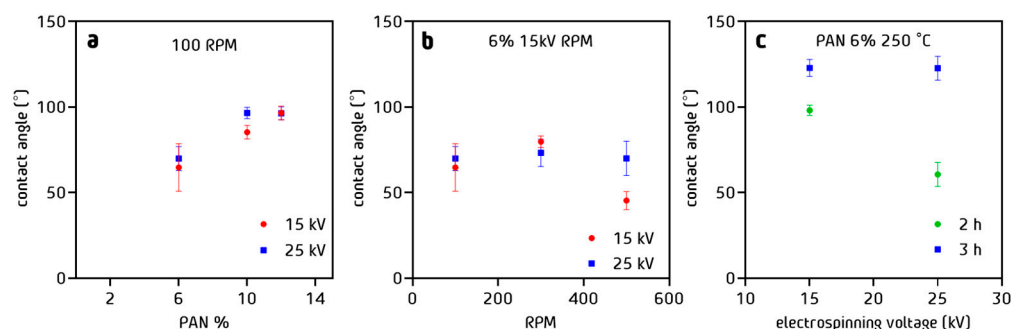 a
100 RPM
150
100
50
0
contact angle (°)
2
6
10
14
PAN %
15 kV
25 kV
b
6% 15kV RPM
150
100
50
0
contact angle (°)
0
200
400
600
RPM
15 kV
25 kV
c
PAN 6% 250 °C
150
100
50
0
contact angle (°)
10
15
20
25
30
electrospinning voltage (kV)
2 h
3 h